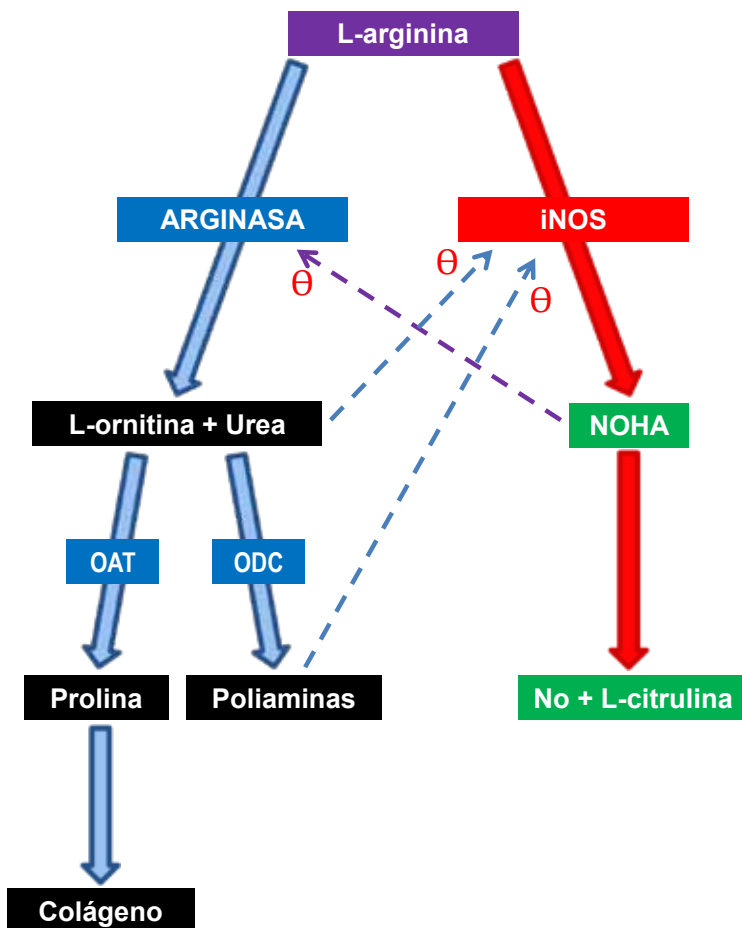 L-arginina
ARGINASA
iNOS
Ө
Ө
Ө
L-ornitina + Urea
NOHA
OAT
ODC
Prolina
Poliaminas
No + L-citrulina
Colágeno